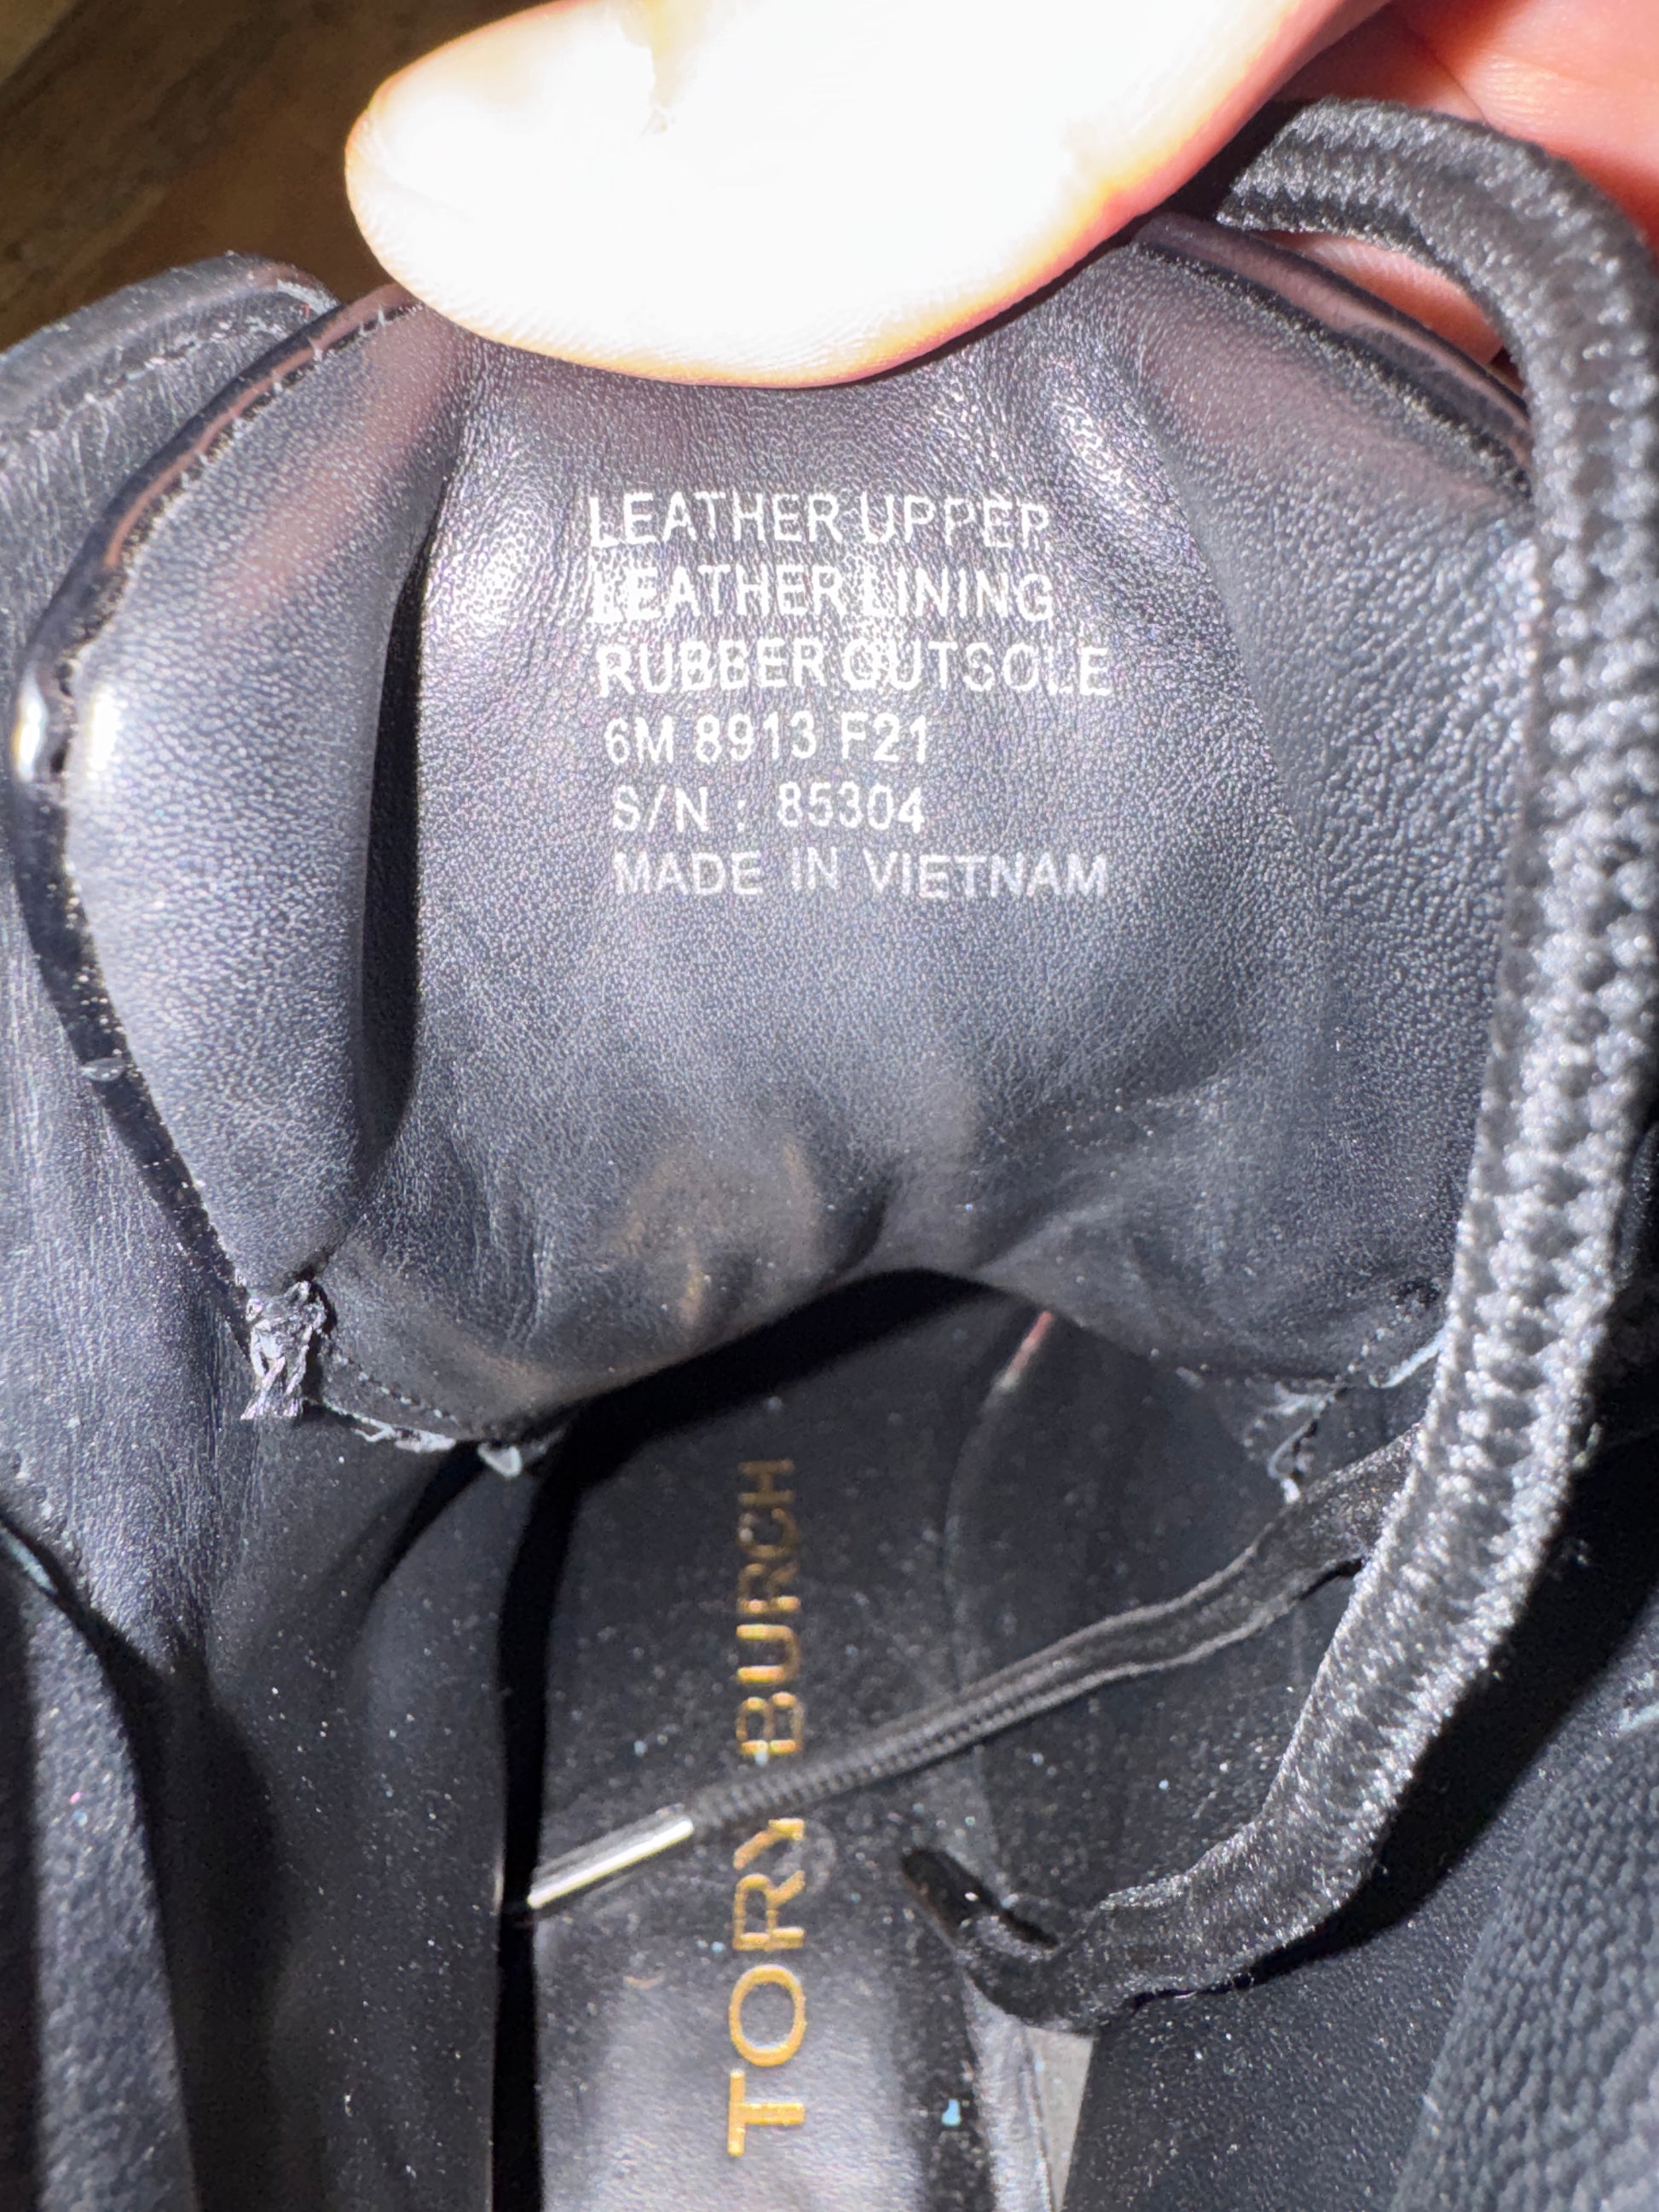 LEATHER UPPER
LEATHER LINING
RUBBER OUTSOLE
6M 8913 F21
S/N : 85304
MADE IN VIETNAM
TORY BURCH